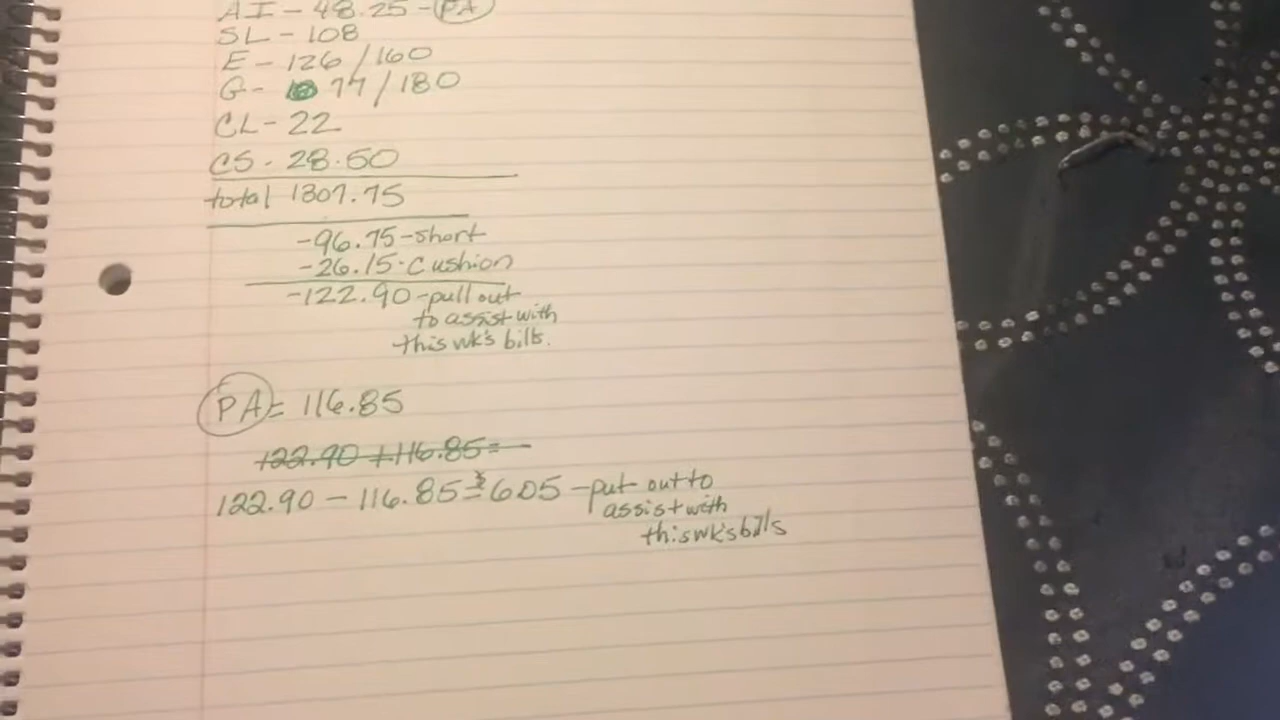 AI - 48.25 - PA
SL - 108
E - 126 / 160
G - 77 / 180
CL - 22
CS - 28.50
total 1307.75
-96.75 - short
-26.15 - Cushion
-122.90 - pull out
to assist with
this wk's bills.
PA = 116.85
122.90 + 116.85 =
122.90 - 116.85 = $6.05 - put out to
assist with
this wk's bills